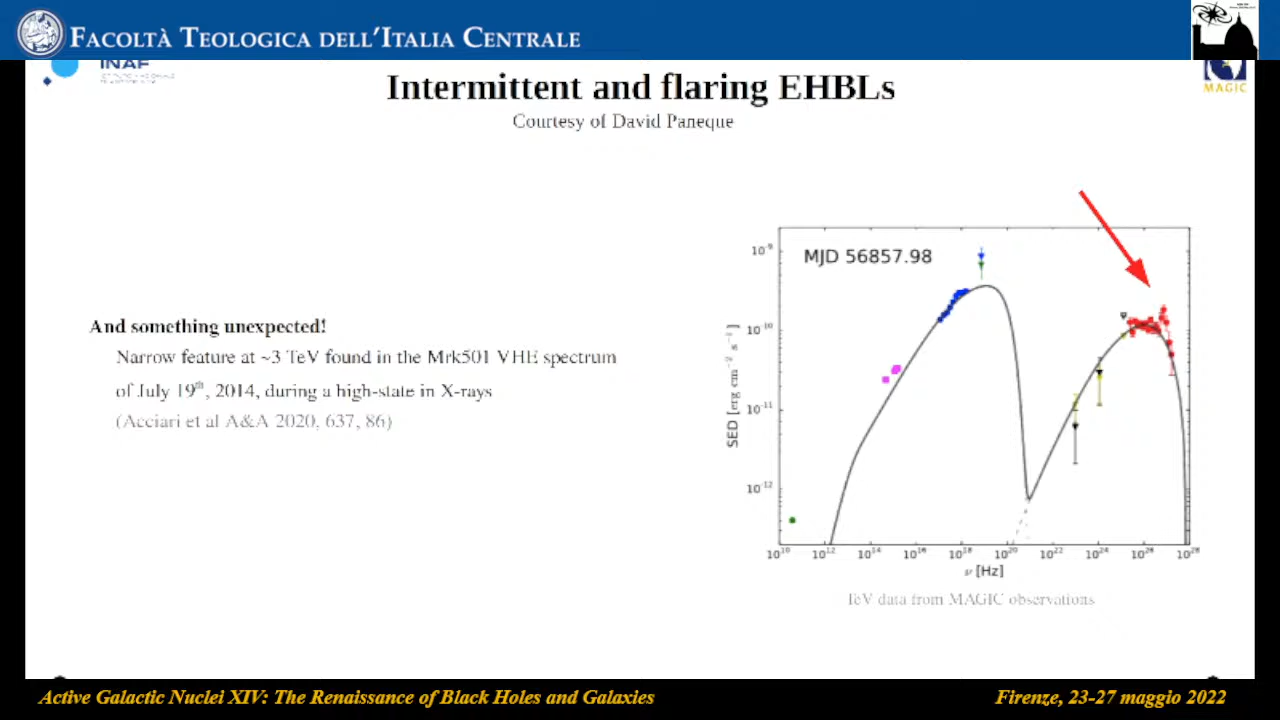 FACOLTÀ TEOLOGICA DELL'ITALIA CENTRALE
INAF
MAGIC
Intermittent and flaring EHBLs
Courtesy of David Paneque
And something unexpected!
Narrow feature at ~3 TeV found in the Mrk501 VHE spectrum
of July 19th, 2014, during a high-state in X-rays
(Acciari et al A&A 2020, 637, 86)
MJD 56857.98
SED [erg cm⁻² s⁻¹]
10⁻⁹
10⁻¹⁰
10⁻¹¹
10⁻¹²
10¹⁰ 10¹² 10¹⁴ 10¹⁶ 10¹⁸ 10²⁰ 10²² 10²⁴ 10²⁶ 10²⁸
ν [Hz]
TeV data from MAGIC observations
Active Galactic Nuclei XIV: The Renaissance of Black Holes and Galaxies
Firenze, 23-27 maggio 2022